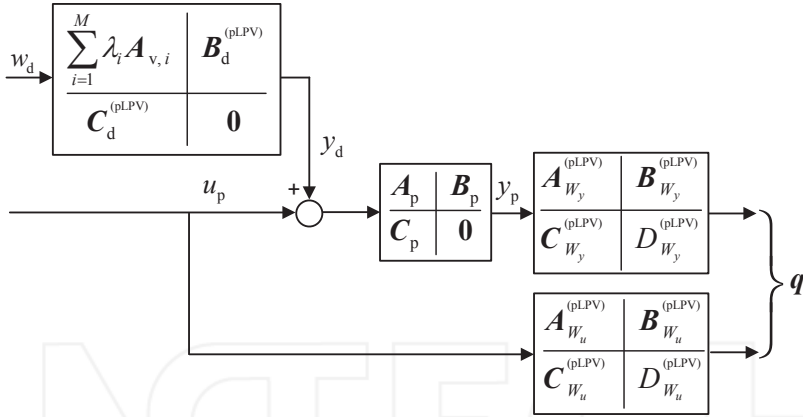 w_d
\sum_{i=1}^{M} λ_i A_{v, i} | B_d^{(pLPV)}
C_d^{(pLPV)} | 0
y_d
u_p
+
A_p | B_p
C_p | 0
y_p
A_{W_y}^{(pLPV)} | B_{W_y}^{(pLPV)}
C_{W_y}^{(pLPV)} | D_{W_y}^{(pLPV)}
q
A_{W_u}^{(pLPV)} | B_{W_u}^{(pLPV)}
C_{W_u}^{(pLPV)} | D_{W_u}^{(pLPV)}